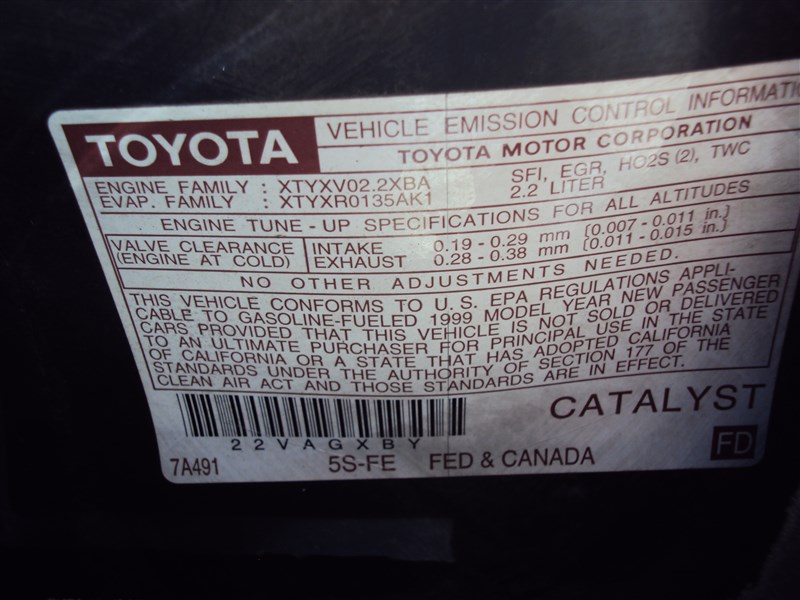 TOYOTA
VEHICLE EMISSION CONTROL INFORMATIO
TOYOTA MOTOR CORPORATION
ENGINE FAMILY : XTYXV02.2XBA
EVAP. FAMILY : XTYXR0135AK1
SFI, EGR, HO2S (2), TWC
2.2 LITER
ENGINE TUNE - UP SPECIFICATIONS FOR ALL ALTITUDES
VALVE CLEARANCE
(ENGINE AT COLD)
INTAKE 0.19 - 0.29 mm (0.007 - 0.011 in.)
EXHAUST 0.28 - 0.38 mm (0.011 - 0.015 in.)
NO OTHER ADJUSTMENTS NEEDED.
THIS VEHICLE CONFORMS TO U.S. EPA REGULATIONS APPLI-
CABLE TO GASOLINE-FUELED 1999 MODEL YEAR NEW PASSENGER
CARS PROVIDED THAT THIS VEHICLE IS NOT SOLD OR DELIVERED
TO AN ULTIMATE PURCHASER FOR PRINCIPAL USE IN THE STATE
OF CALIFORNIA OR A STATE THAT HAS ADOPTED CALIFORNIA
STANDARDS UNDER THE AUTHORITY OF SECTION 177 OF THE
CLEAN AIR ACT AND THOSE STANDARDS ARE IN EFFECT.
22VAGXBY
CATALYST
7A491
5S-FE
FED & CANADA
FD